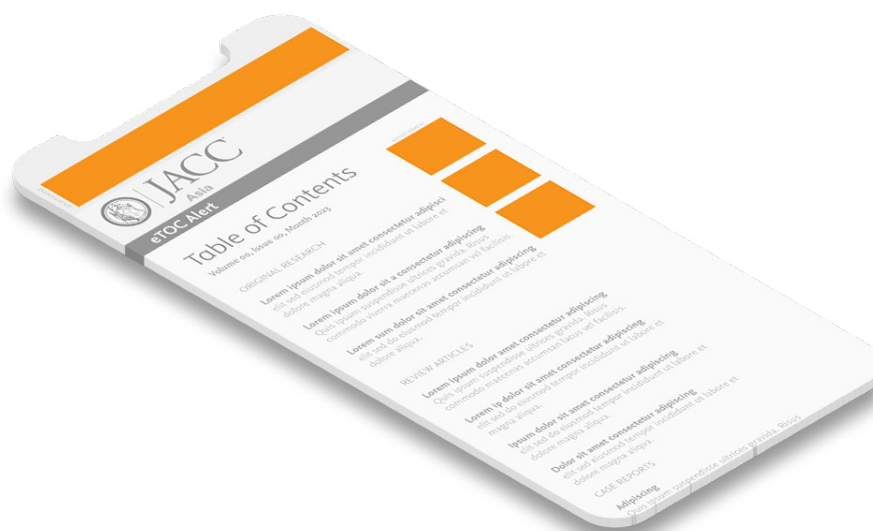 ADVERTISEMENT
JACC
Asia
eTOC Alert
ADVERTISEMENT
Table of Contents
Volume 00, Issue 00, Month 2023
ORIGINAL RESEARCH
Lorem ipsum dolor sit amet consectetur adipisci
elit sed eiusmod tempor incididunt ut labore et
dolore magna aliqua.
Lorem ipsum dolor sit a consectetur adipiscing
Quis ipsum suspendisse ultrices gravida. Risus
commodo viverra maecenas accumsan vel facilisis.
Lorem sum dolor sit amet consectetur adipiscing
elit sed do eiusmod tempor incididunt ut labore et
dolore aliqua.
REVIEW ARTICLES
Lorem ipsum dolor amet consectetur adipiscing
Quis ipsum suspendisse ultrices gravida. Risus
commodo maecenas accumsan lacus vel facilisis.
Lorem ip dolor sit amet consectetur adipiscing
elit sed do eiusmod tempor incididunt ut labore et
magna aliqua.
Ipsum dolor sit amet consectetur adipiscing
elit sed do eiusmod tempor incididunt ut labore et
dolore magna aliqua.
Dolor sit amet consectetur adipiscing
elit sed eiusmod tempor incididunt ut labore et
dolore magna aliqua.
CASE REPORTS
Adipiscing
Quis ipsum suspendisse ultrices gravida. Risus